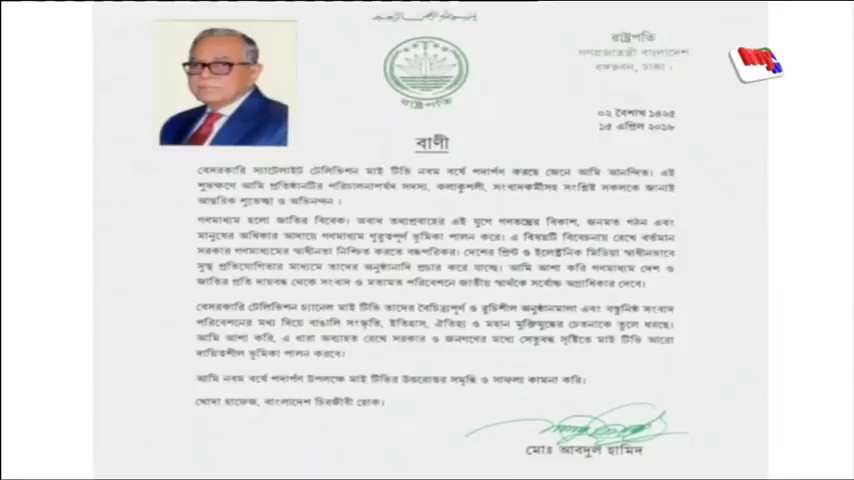 রাষ্ট্রপতি
গণপ্রজাতন্ত্রী বাংলাদেশ
বঙ্গভবন, ঢাকা।
রাষ্ট্রপতি
০২ বৈশাখ ১৪২৫
১৫ এপ্রিল ২০১৮
বাণী
বেসরকারি স্যাটেলাইট টেলিভিশন মাই টিভি নবম বর্ষে পদার্পণ করছে জেনে আমি আনন্দিত। এই
শুভক্ষণে আমি প্রতিষ্ঠানটির পরিচালনাপর্ষদ সদস্য, কলাকুশলী, সংবাদকর্মীসহ সংশ্লিষ্ট সকলকে জানাই
আন্তরিক শুভেচ্ছা ও অভিনন্দন।
গণমাধ্যম হলো জাতির বিবেক। অবাধ তথ্যপ্রবাহের এই যুগে গণতন্ত্রের বিকাশ, জনমত গঠন এবং
মানুষের অধিকার আদায়ে গণমাধ্যম গুরুত্বপূর্ণ ভূমিকা পালন করে। এ বিষয়টি বিবেচনায় রেখে বর্তমান
সরকার গণমাধ্যমের স্বাধীনতা নিশ্চিত করতে বদ্ধপরিকর। দেশের প্রিন্ট ও ইলেক্ট্রনিক মিডিয়া স্বাধীনভাবে
সুস্থ প্রতিযোগিতার মাধ্যমে তাদের অনুষ্ঠানাদি প্রচার করে যাচ্ছে। আমি আশা করি গণমাধ্যম দেশ ও
জাতির প্রতি দায়বদ্ধ থেকে সংবাদ ও মতামত পরিবেশনে জাতীয় স্বার্থকে সর্বোচ্চ অগ্রাধিকার দেবে।
বেসরকারি টেলিভিশন চ্যানেল মাই টিভি তাদের বৈচিত্র্যপূর্ণ ও রুচিশীল অনুষ্ঠানমালা এবং বস্তুনিষ্ঠ সংবাদ
পরিবেশনের মধ্য দিয়ে বাঙালি সংস্কৃতি, ইতিহাস, ঐতিহ্য ও মহান মুক্তিযুদ্ধের চেতনাকে তুলে ধরছে।
আমি আশা করি, এ ধারা অব্যাহত রেখে সরকার ও জনগণের মধ্যে সেতুবন্ধ সৃষ্টিতে মাই টিভি আরো
দায়িত্বশীল ভূমিকা পালন করবে।
আমি নবম বর্ষে পদার্পণ উপলক্ষে মাই টিভির উত্তরোত্তর সমৃদ্ধি ও সাফল্য কামনা করি।
খোদা হাফেজ, বাংলাদেশ চিরজীবী হোক।
মোঃ আবদুল হামিদ